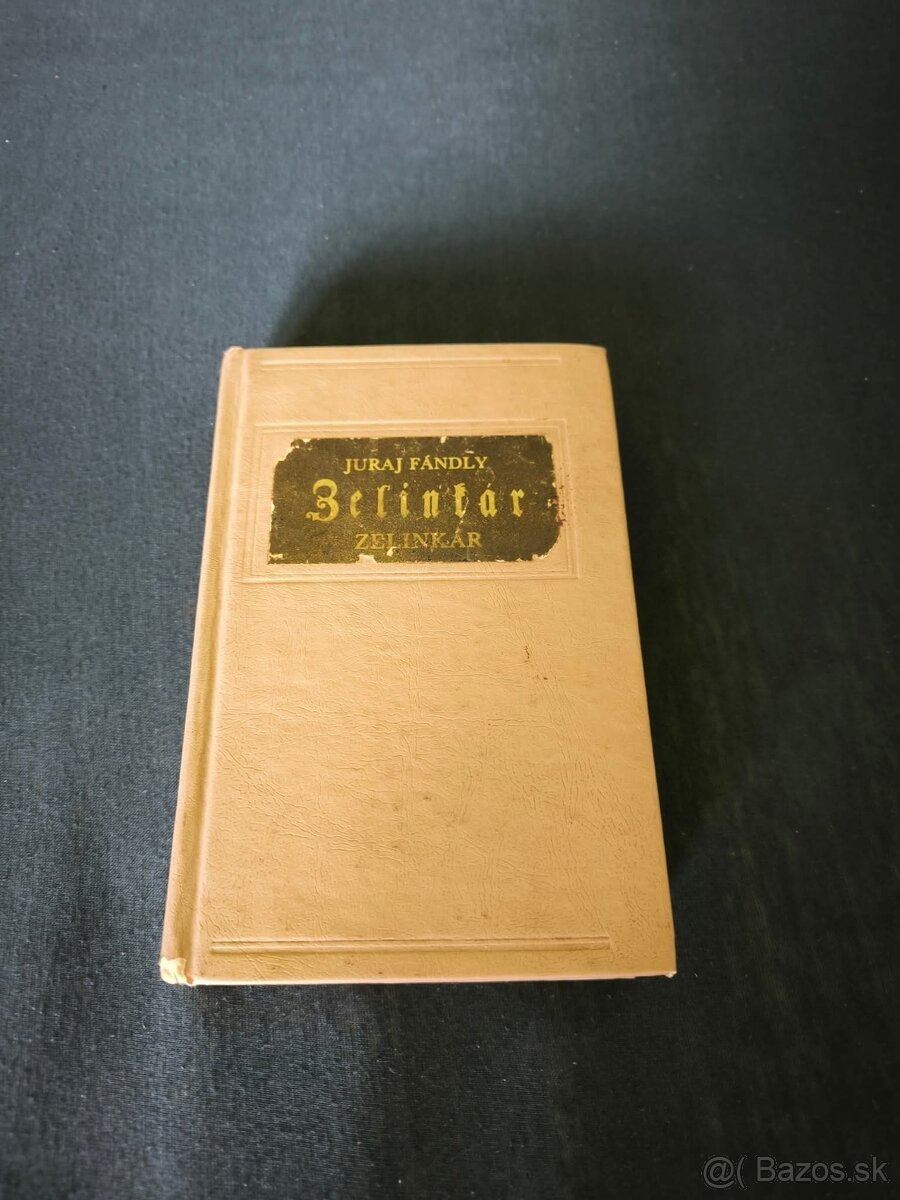 JURAJ FÁNDLY
Zelinkár
ZELINKÁR
@( Bazos.sk